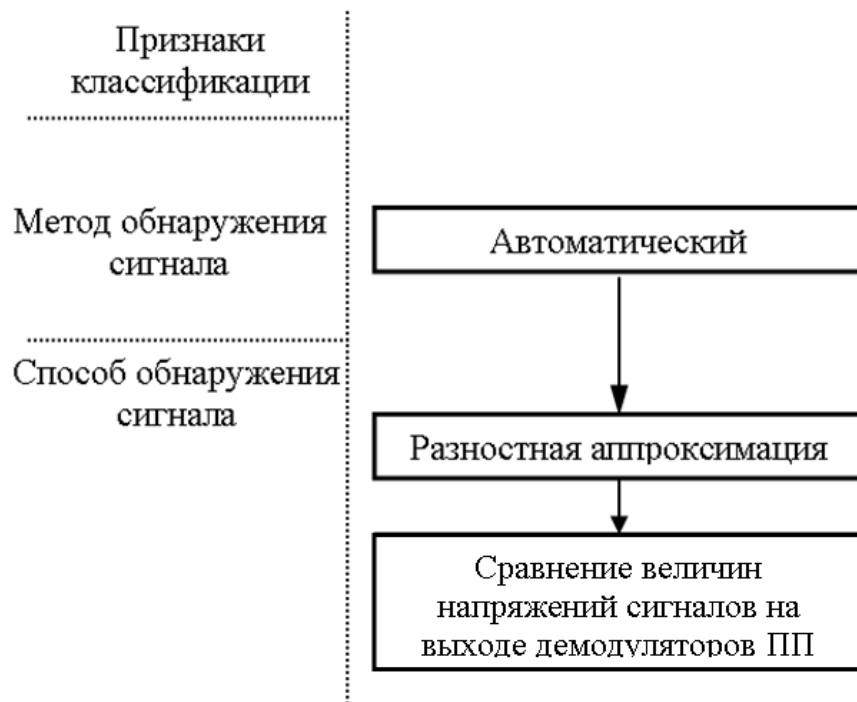 Признаки
классификации
Метод обнаружения
сигнала
Автоматический
Способ обнаружения
сигнала
Разностная аппроксимация
Сравнение величин
напряжений сигналов на
выходе демодуляторов ПП